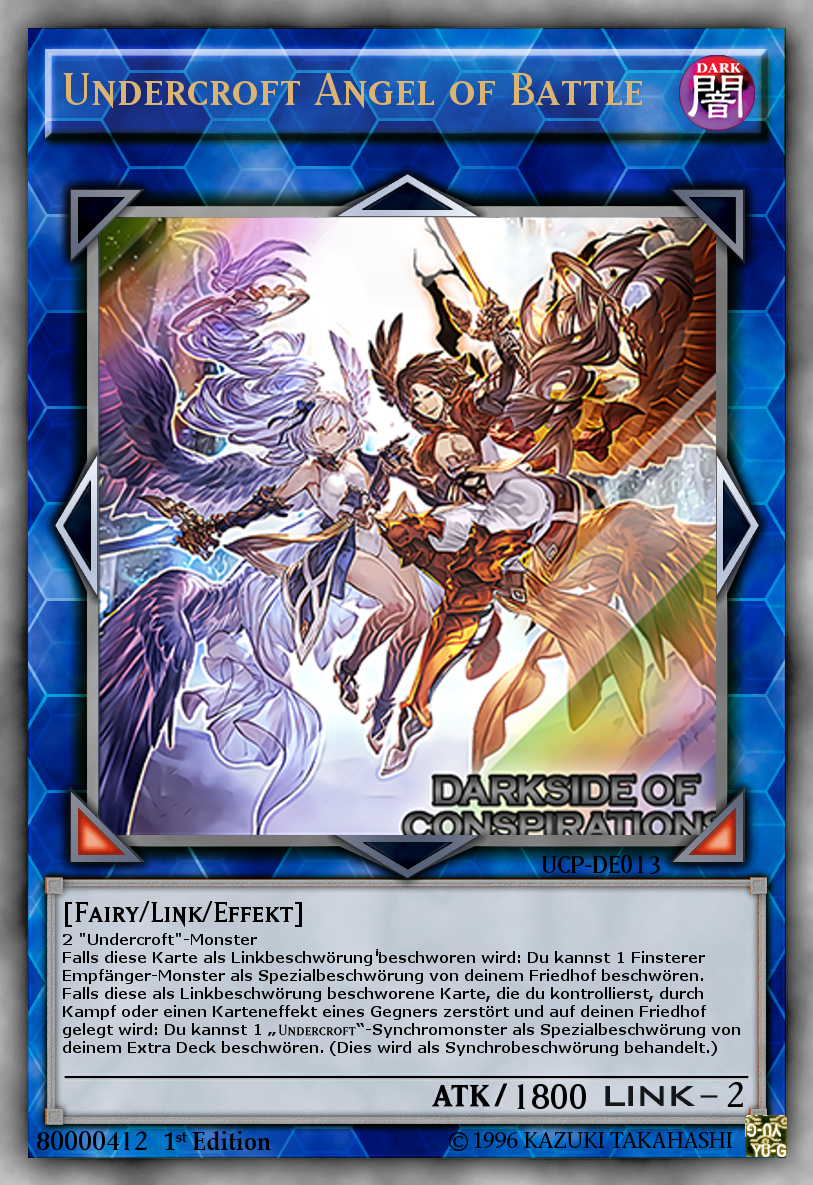 Undercroft Angel of Battle
DARK
闇
DARKSIDE OF
CONSPIRATIONS
UCP-DE013
[Fairy/Link/Effekt]
2 "Undercroft"-Monster
Falls diese Karte als Linkbeschwörung beschworen wird: Du kannst 1 Finsterer
Empfänger-Monster als Spezialbeschwörung von deinem Friedhof beschwören.
Falls diese als Linkbeschwörung beschworene Karte, die du kontrollierst, durch
Kampf oder einen Karteneffekt eines Gegners zerstört und auf deinen Friedhof
gelegt wird: Du kannst 1 „Undercroft“-Synchromonster als Spezialbeschwörung von
deinem Extra Deck beschwören. (Dies wird als Synchrobeschwörung behandelt.)
ATK/1800 LINK-2
80000412 1st Edition © 1996 KAZUKI TAKAHASHI